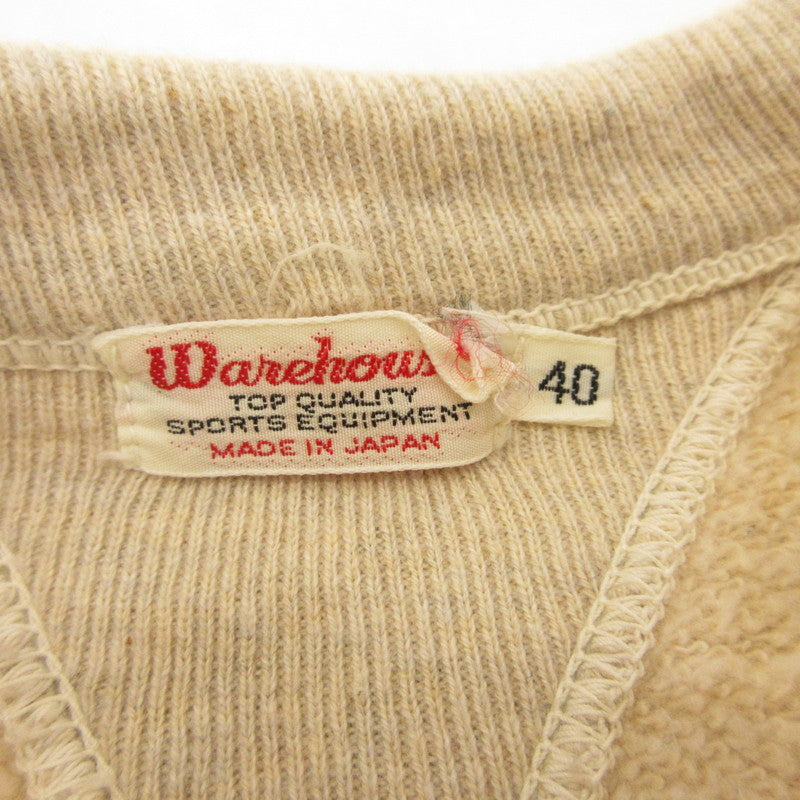 Warehous
TOP QUALITY
SPORTS EQUIPMENT
MADE IN JAPAN
40